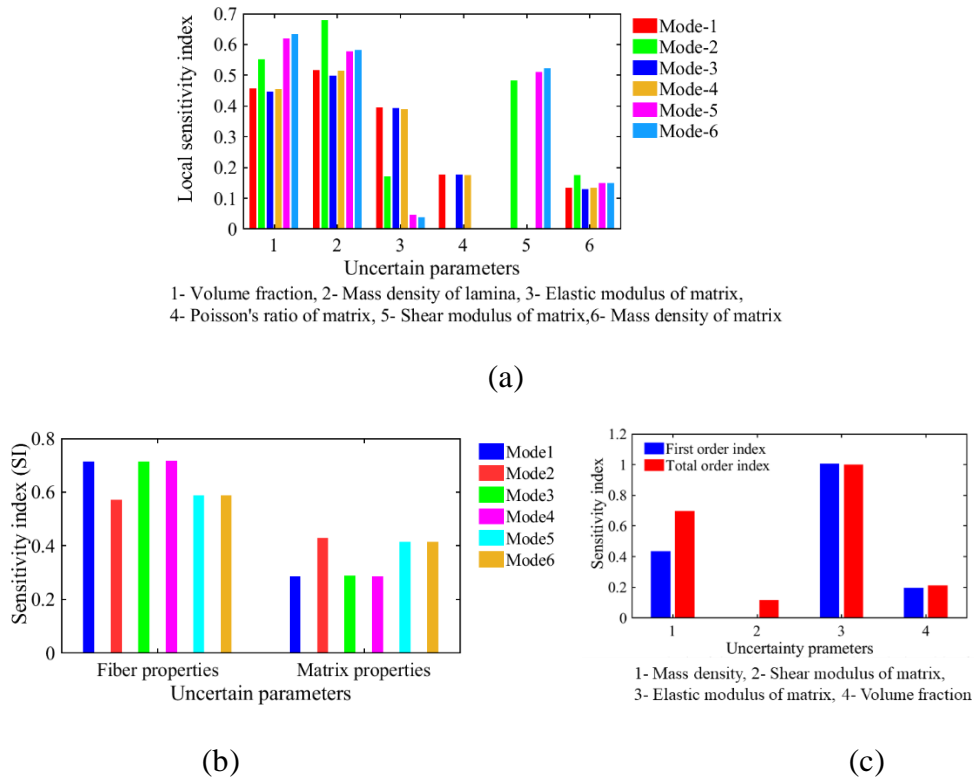 0.7
0.6
0.5
0.4
0.3
0.2
0.1
0
Local sensitivity index
1 2 3 4 5 6
Uncertain parameters
Mode-1
Mode-2
Mode-3
Mode-4
Mode-5
Mode-6
1- Volume fraction, 2- Mass density of lamina, 3- Elastic modulus of matrix,
4- Poisson's ratio of matrix, 5- Shear modulus of matrix,6- Mass density of matrix
(a)
0.8
0.6
0.4
0.2
0
Sensitivity index (SI)
Fiber properties Matrix properties
Uncertain parameters
Mode1
Mode2
Mode3
Mode4
Mode5
Mode6
(b)
1.2
1
0.8
0.6
0.4
0.2
0
Sensitivity index
First order index
Total order index
1 2 3 4
Uncertainty prameters
1- Mass density, 2- Shear modulus of matrix,
3- Elastic modulus of matrix, 4- Volume fraction
(c)